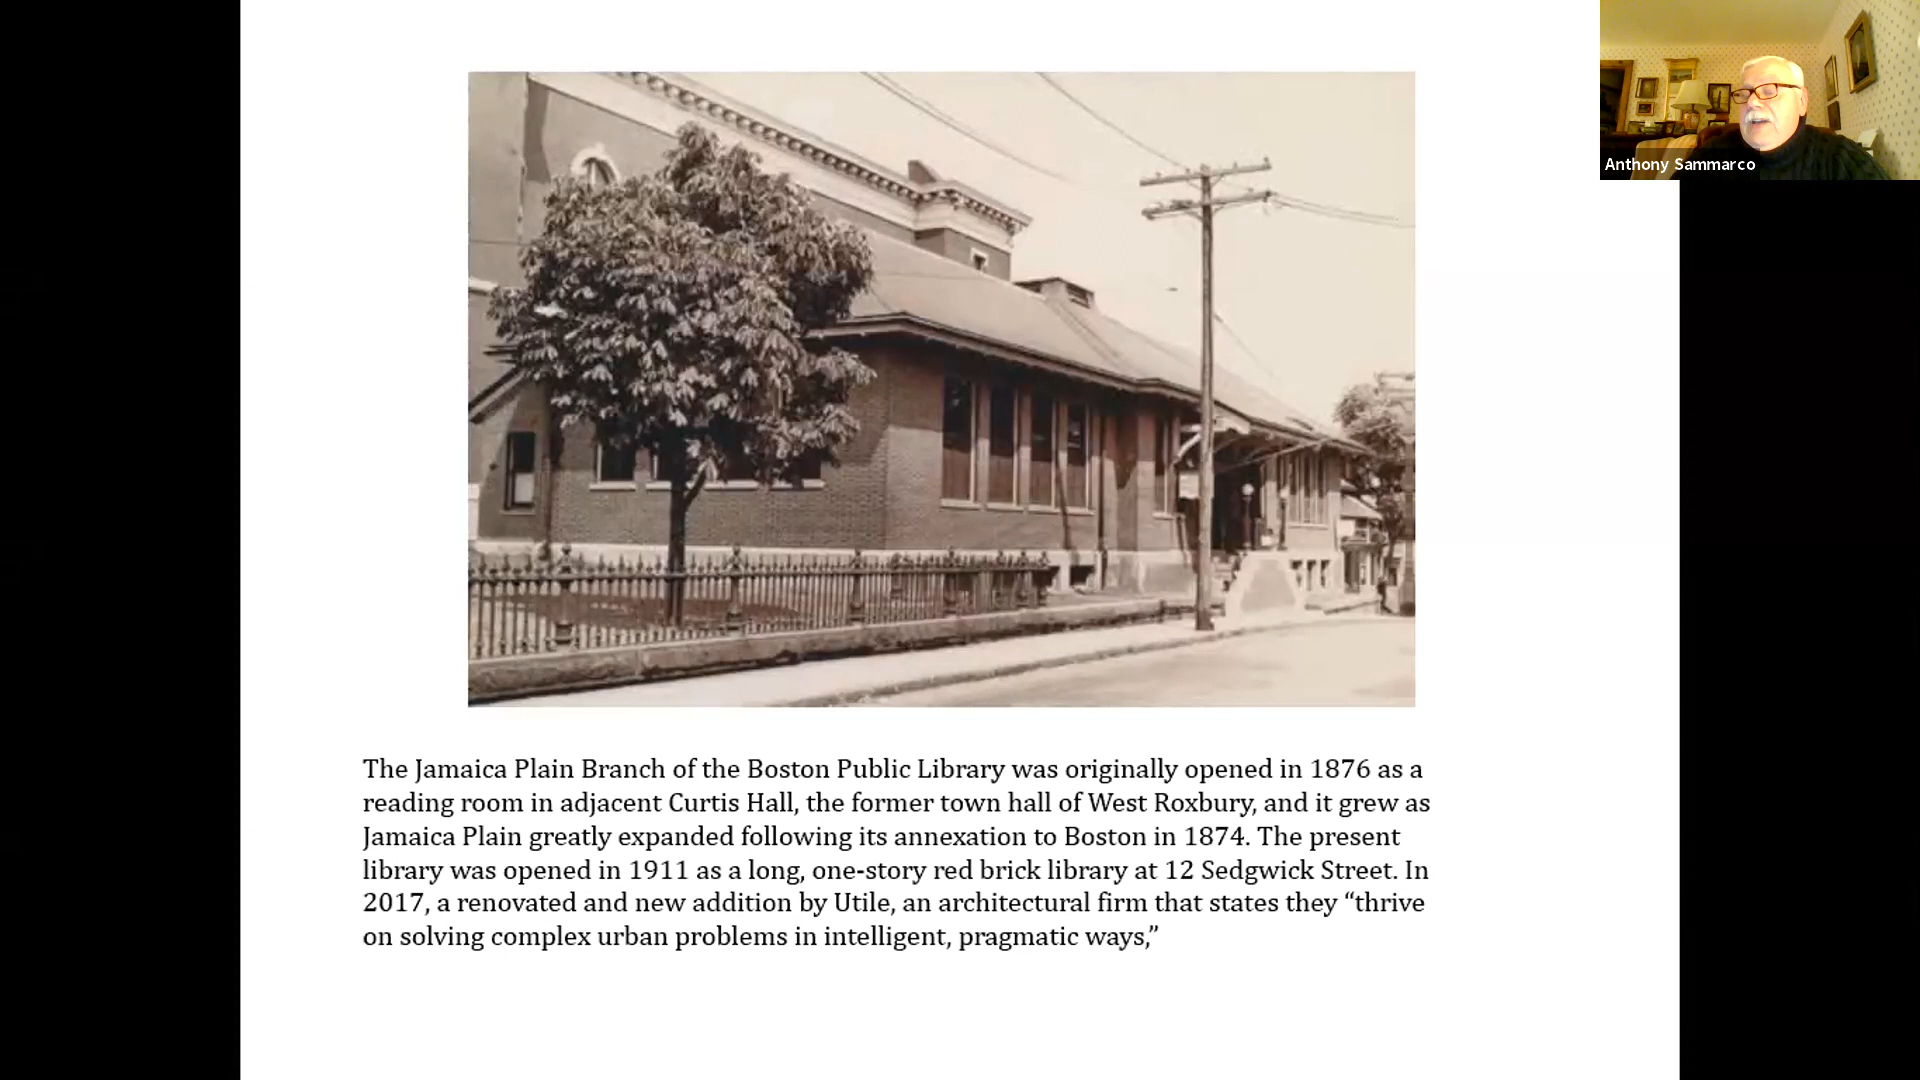 Anthony Sammarco
The Jamaica Plain Branch of the Boston Public Library was originally opened in 1876 as a
reading room in adjacent Curtis Hall, the former town hall of West Roxbury, and it grew as
Jamaica Plain greatly expanded following its annexation to Boston in 1874. The present
library was opened in 1911 as a long, one-story red brick library at 12 Sedgwick Street. In
2017, a renovated and new addition by Utile, an architectural firm that states they “thrive
on solving complex urban problems in intelligent, pragmatic ways,”